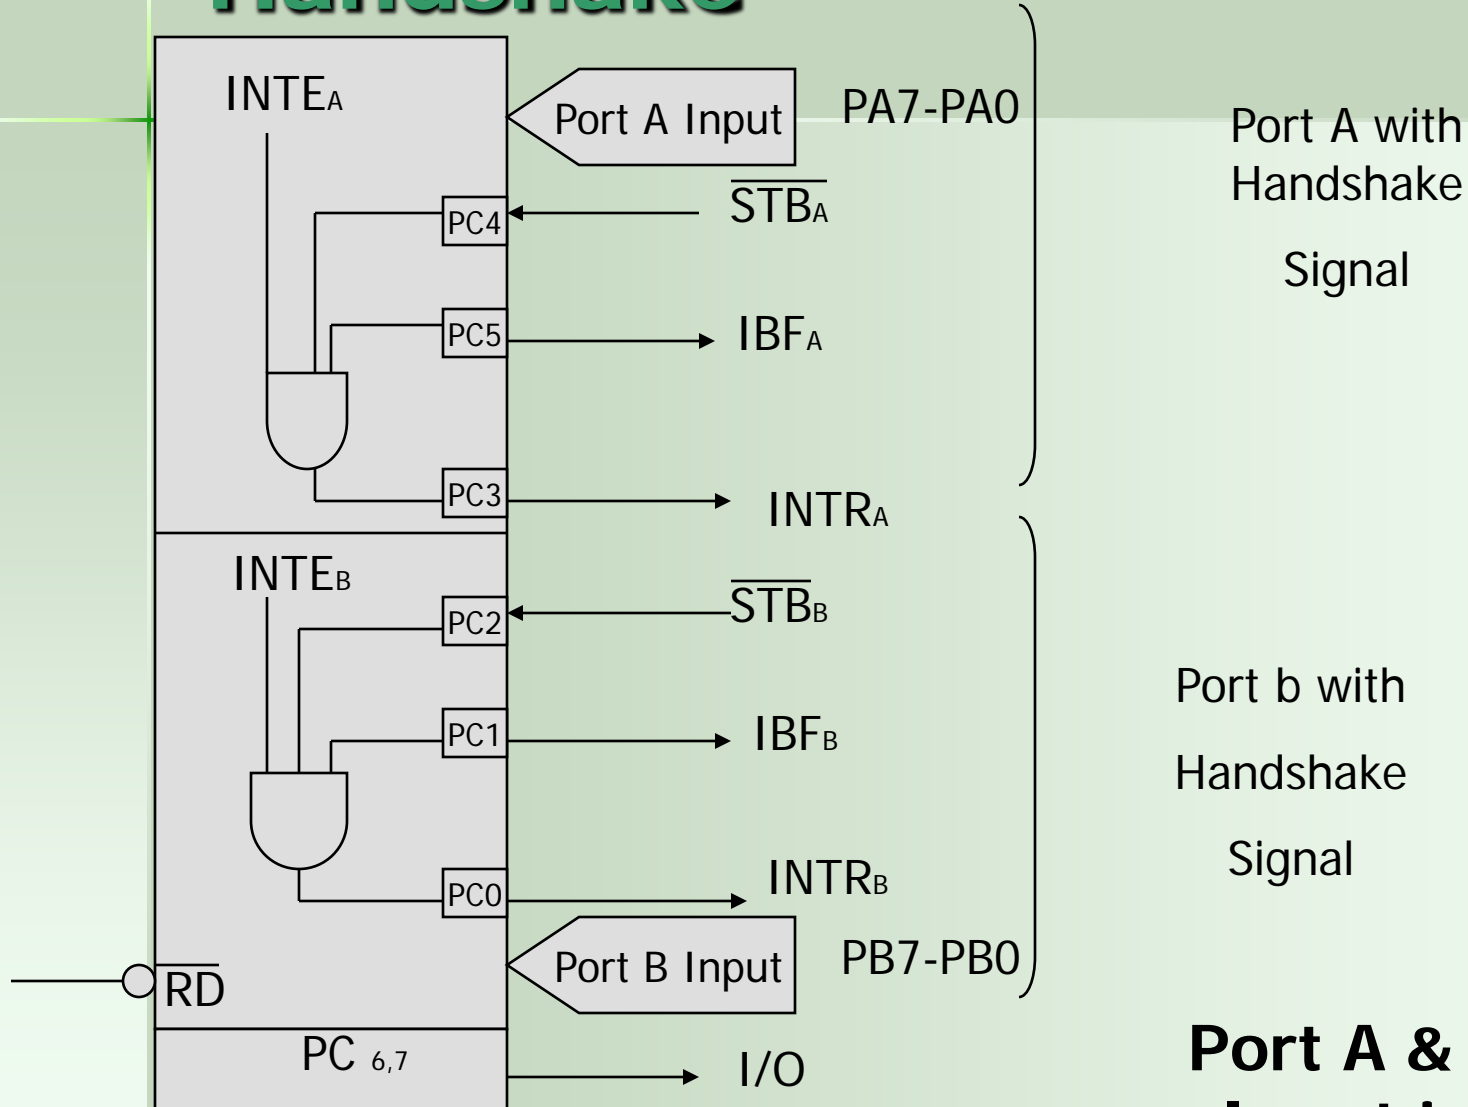 Handshake
INTEA
Port A Input
PA7-PA0
Port A with
Handshake
Signal
STBA
PC4
PC5
IBFA
PC3
INTRA
INTEB
STBB
PC2
Port b with
Handshake
Signal
PC1
IBFB
INTRB
PC0
Port B Input
PB7-PB0
RD
Port A &
PC 6,7
I/O